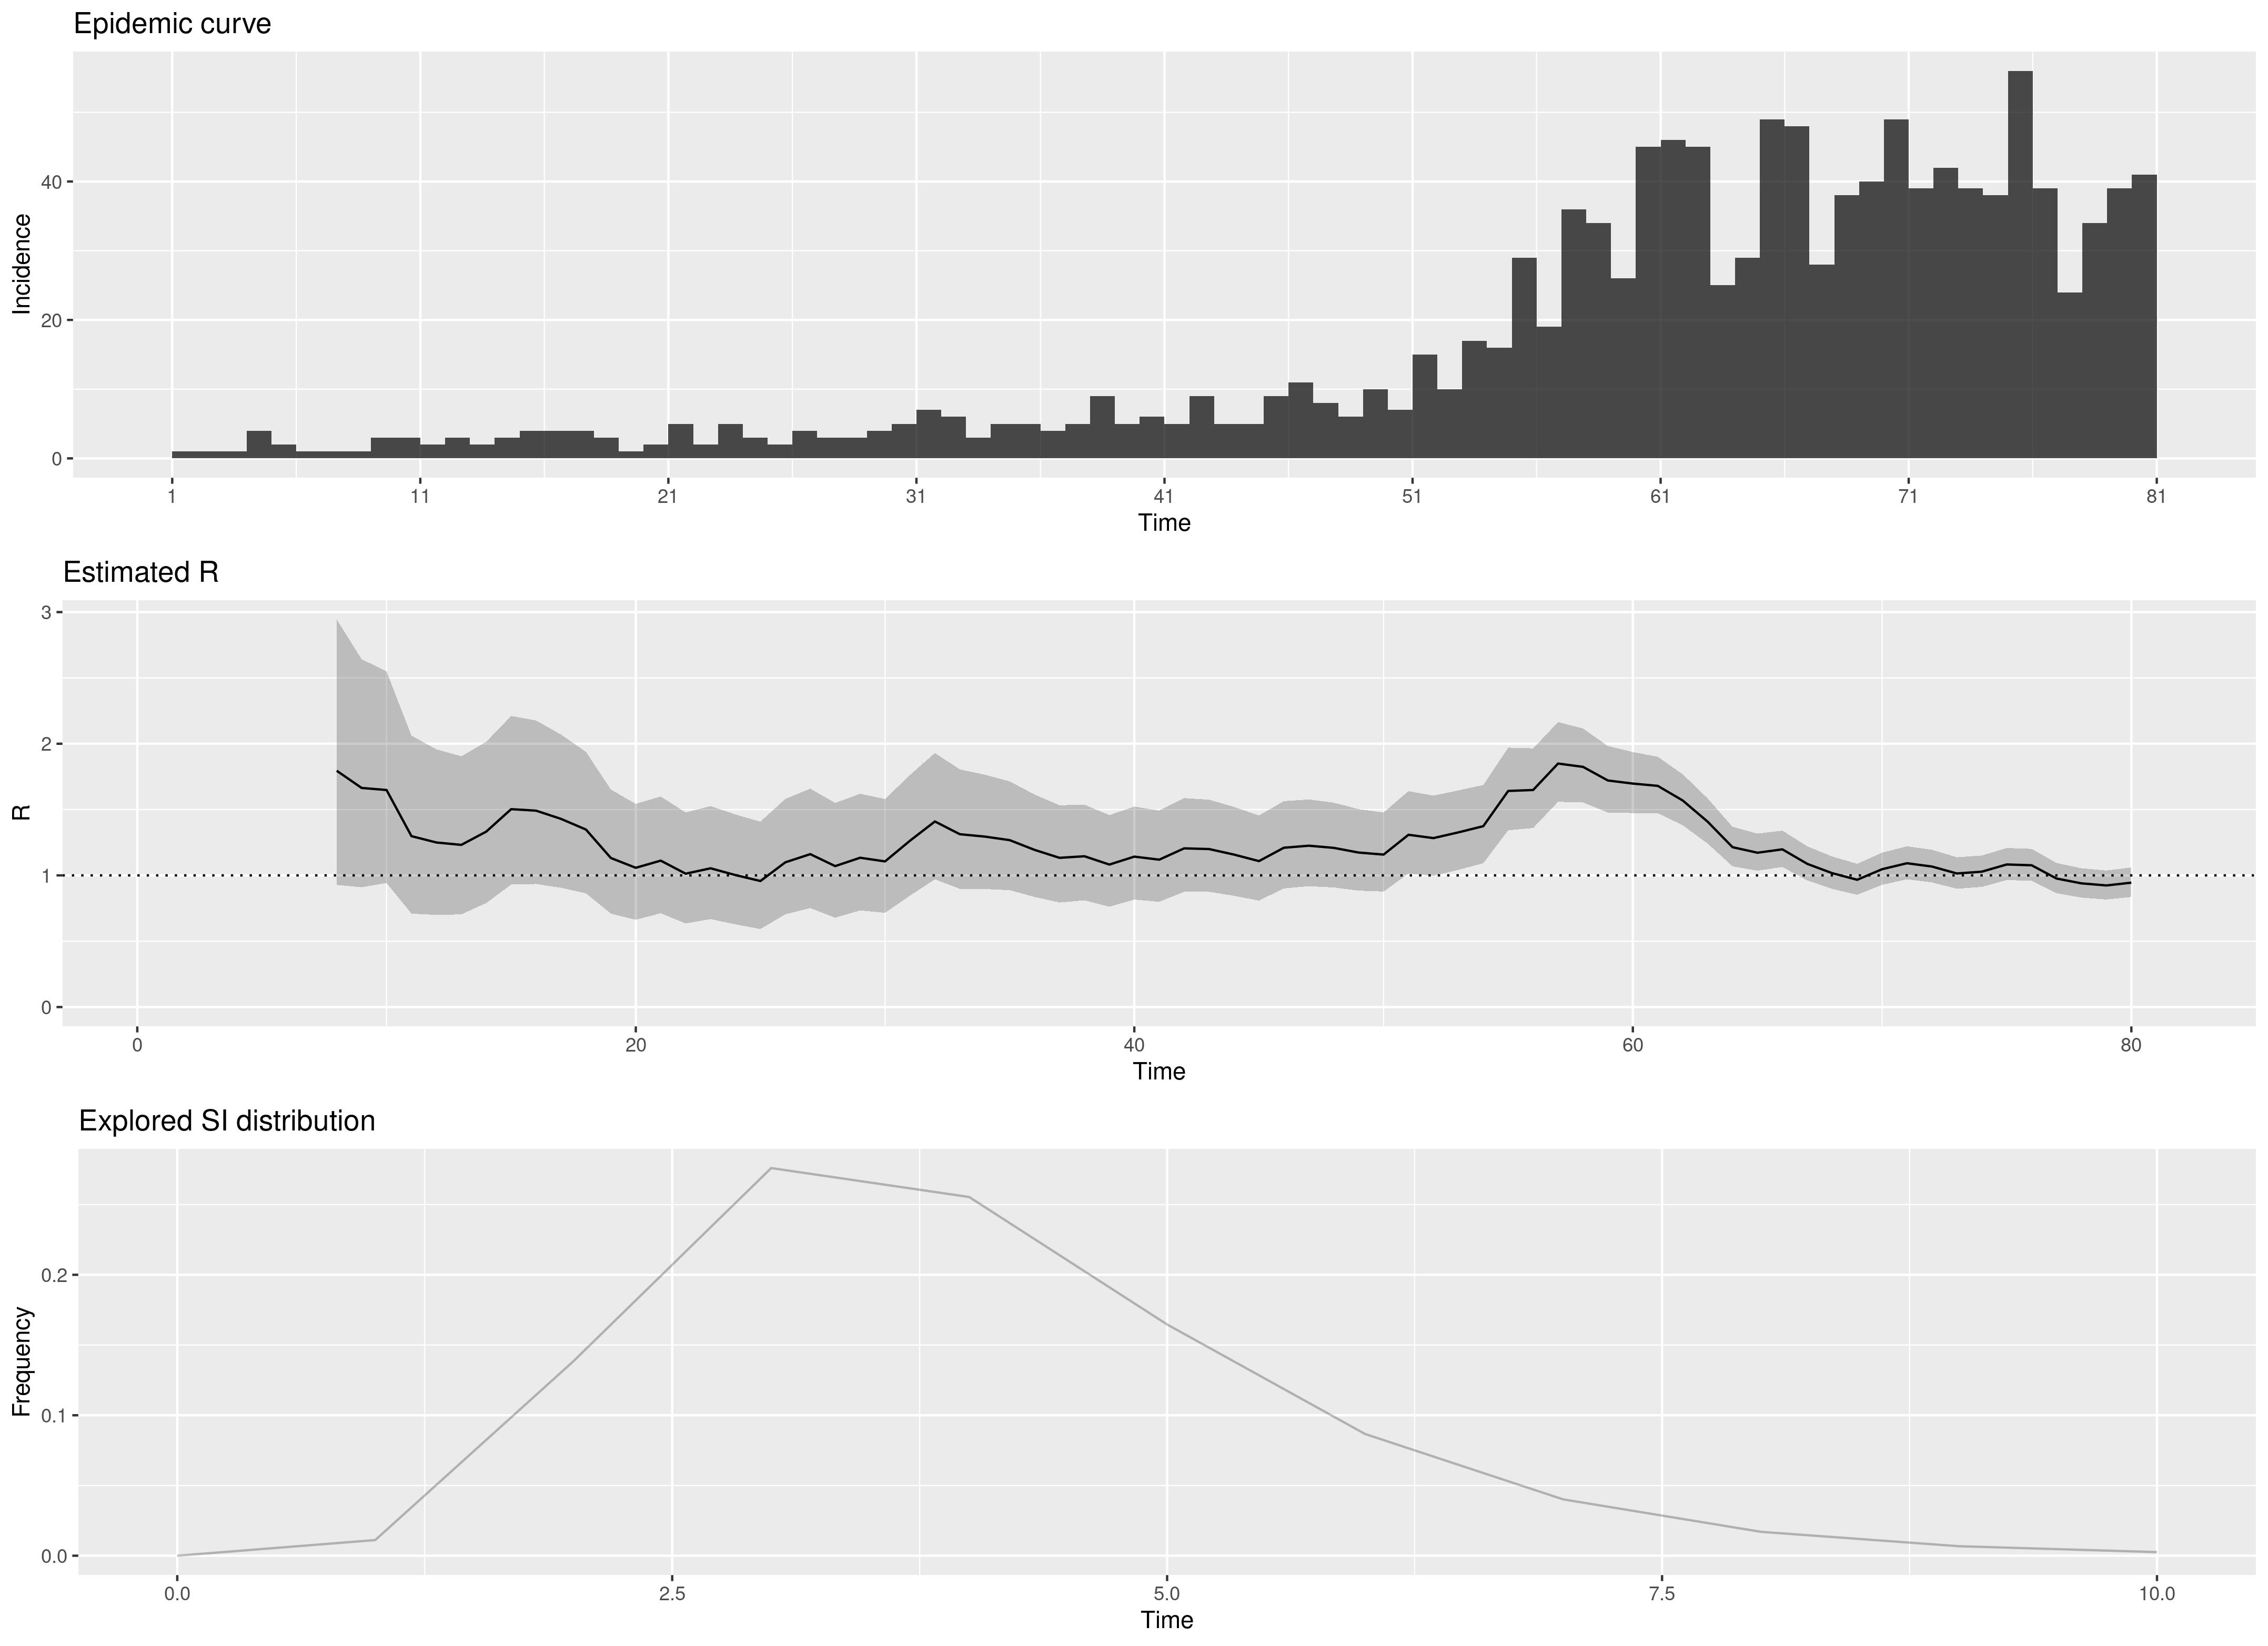 Epidemic curve
Incidence
40
20
0
1 11 21 31 41 51 61 71 81
Time
Estimated R
R
3
2
1
0
0 20 40 60 80
Time
Explored SI distribution
Frequency
0.2
0.1
0.0
0.0 2.5 5.0 7.5 10.0
Time